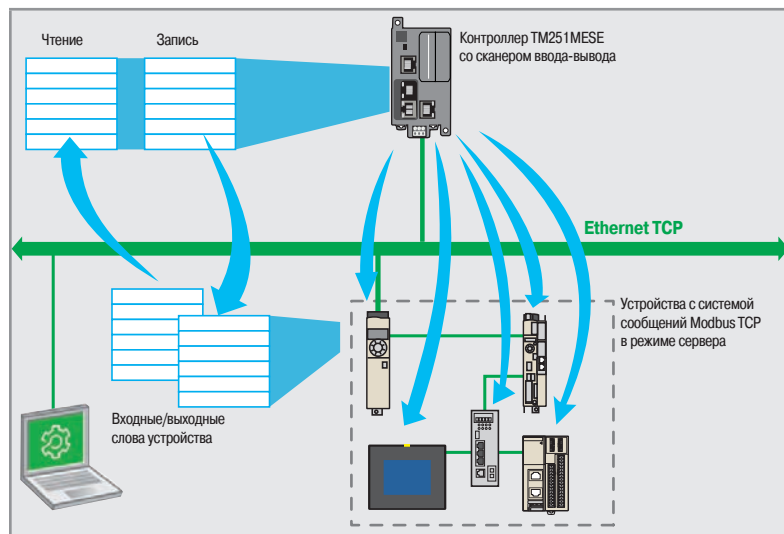 Чтение
Запись
Контроллер TM251MESE
со сканером ввода-вывода
Ethernet TCP
Устройства с системой
сообщений Modbus TCP
в режиме сервера
Входные/выходные
слова устройства